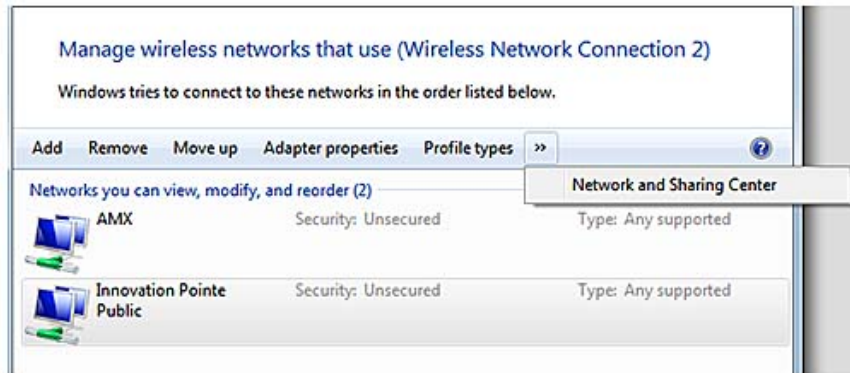 Manage wireless networks that use (Wireless Network Connection 2)
Windows tries to connect to these networks in the order listed below.
Add Remove Move up Adapter properties Profile types »
Network and Sharing Center
Networks you can view, modify, and reorder (2)
AMX Security: Unsecured Type: Any supported
Innovation Pointe Security: Unsecured Type: Any supported
Public